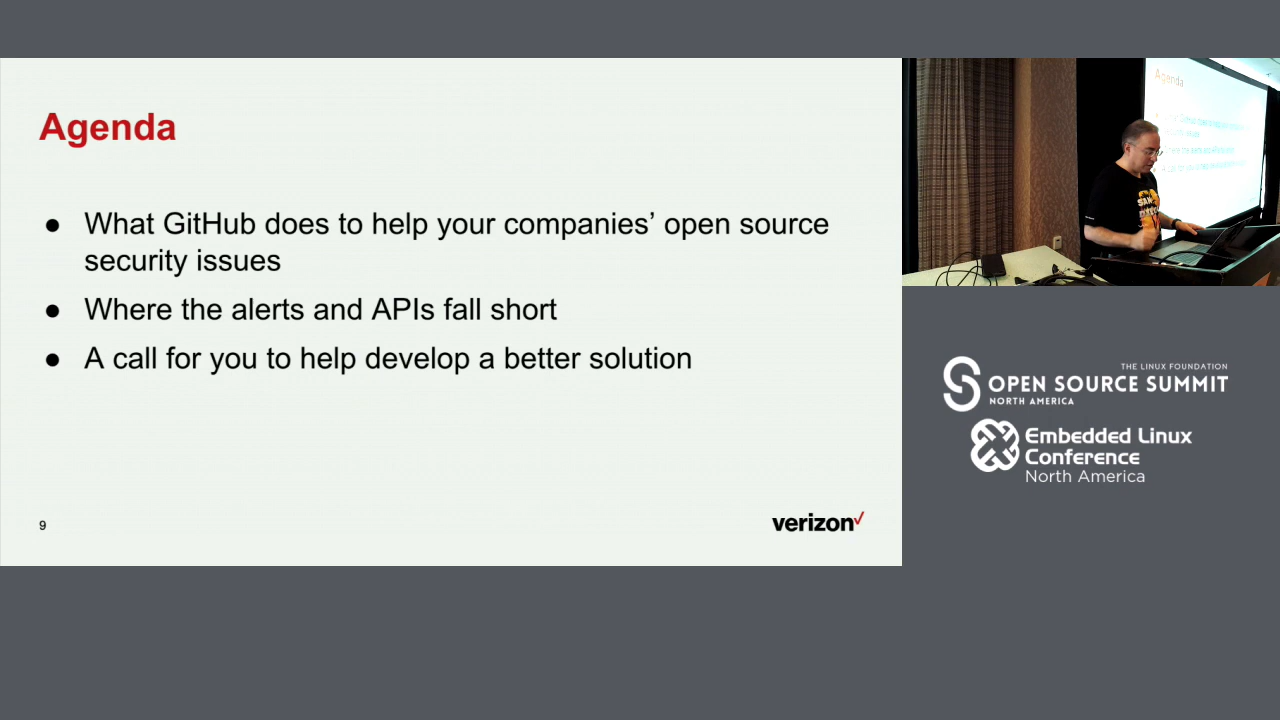 Agenda
● What GitHub does to help your companies’ open source
security issues
● Where the alerts and APIs fall short
● A call for you to help develop a better solution
9
verizon✓
Agenda
THE LINUX FOUNDATION
OPEN SOURCE SUMMIT
NORTH AMERICA
Embedded Linux
Conference
North America